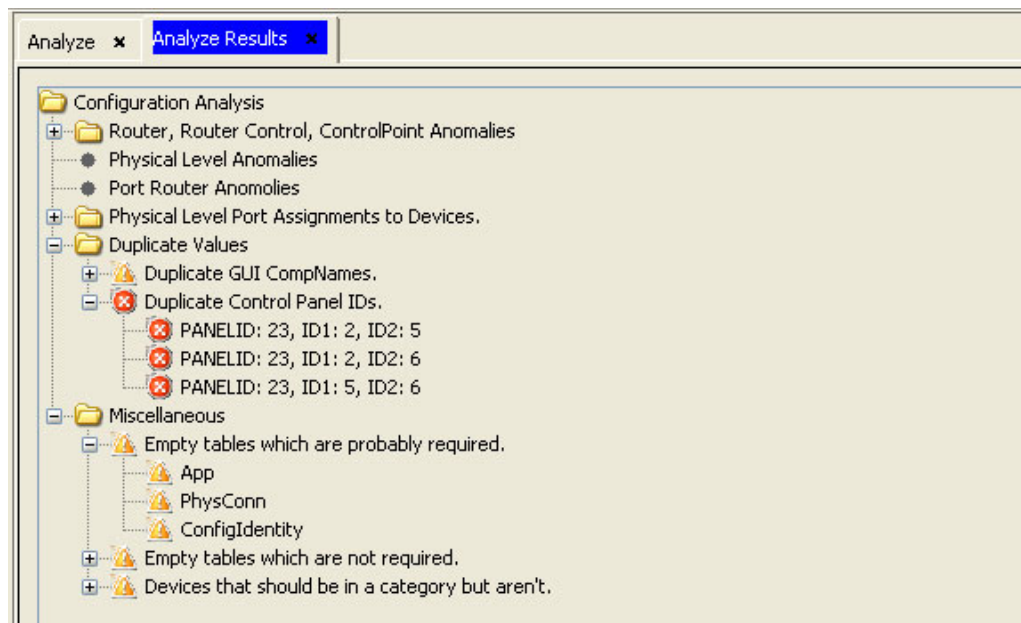 Analyze
Analyze Results
Configuration Analysis
Router, Router Control, ControlPoint Anomalies
Physical Level Anomalies
Port Router Anomolies
Physical Level Port Assignments to Devices.
Duplicate Values
Duplicate GUI CompNames.
Duplicate Control Panel IDs.
PANELID: 23, ID1: 2, ID2: 5
PANELID: 23, ID1: 2, ID2: 6
PANELID: 23, ID1: 5, ID2: 6
Miscellaneous
Empty tables which are probably required.
App
PhysConn
ConfigIdentity
Empty tables which are not required.
Devices that should be in a category but aren't.